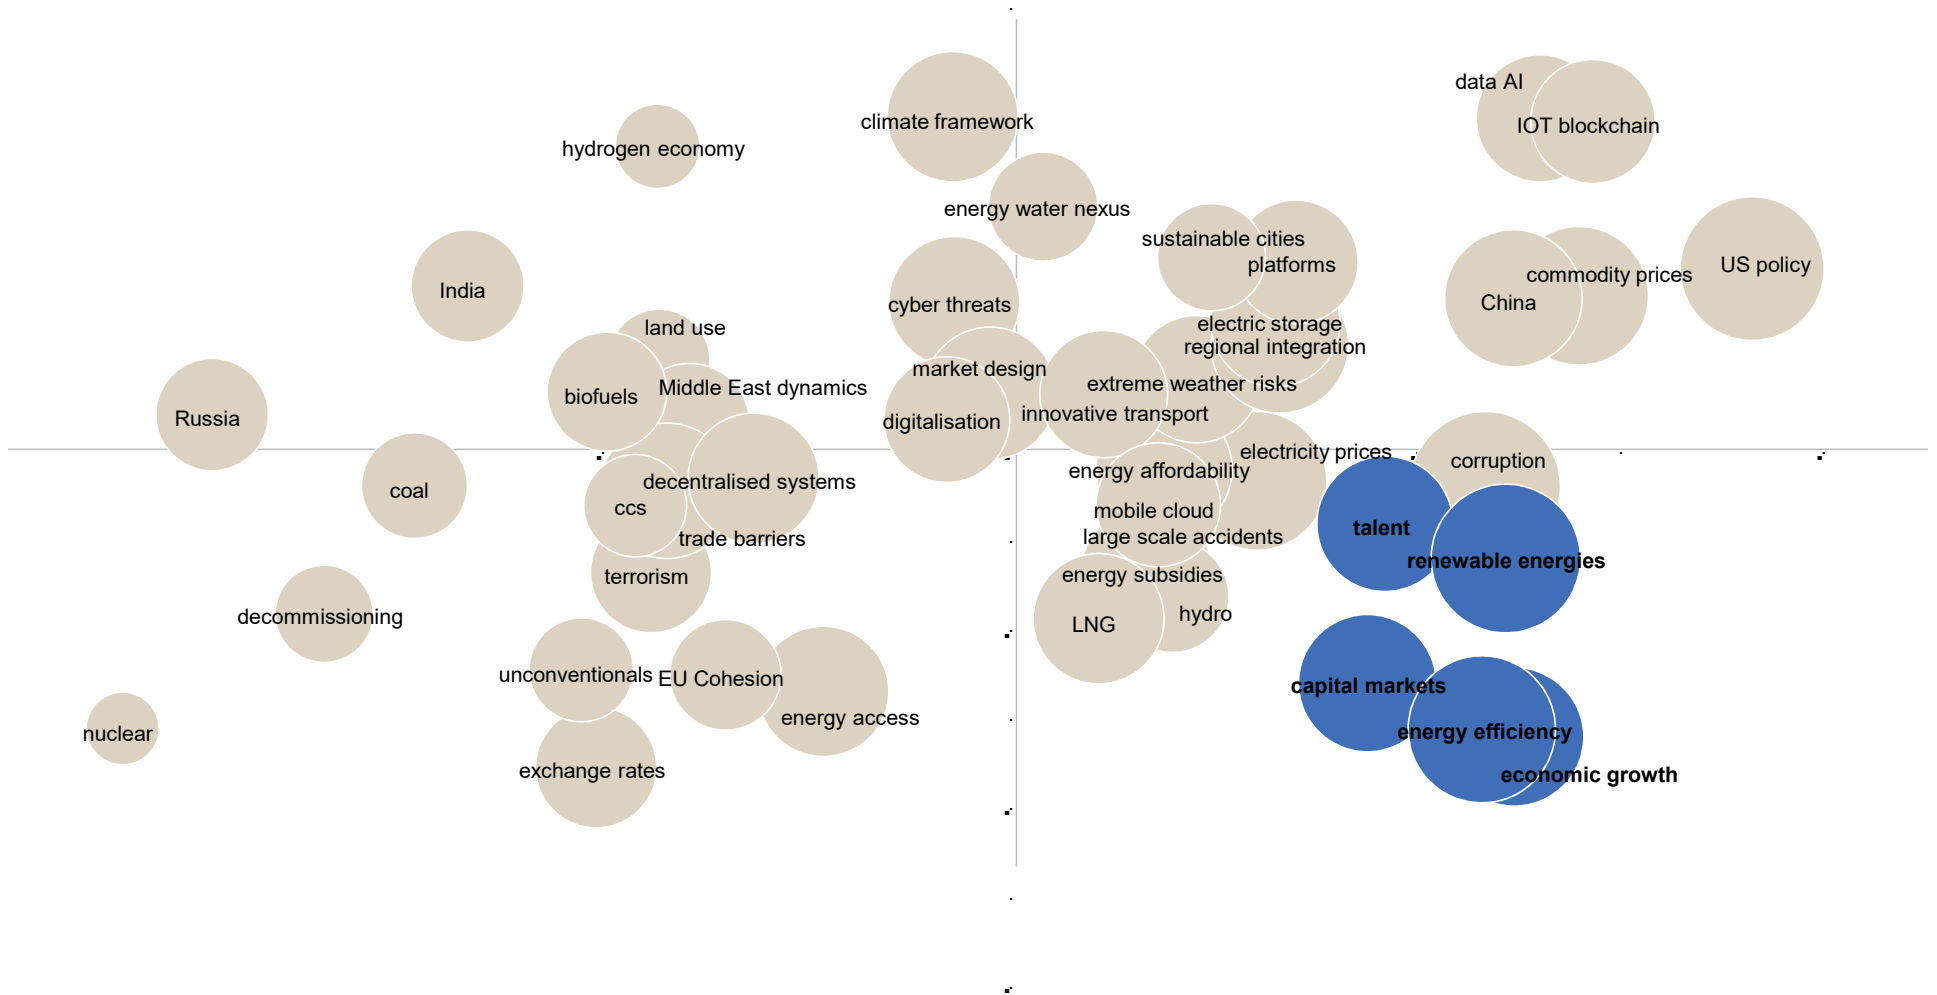 data AI
climate framework
IOT blockchain
hydrogen economy
energy water nexus
sustainable cities
platforms
US policy
commodity prices
India
China
cyber threats
land use
electric storage
regional integration
market design
extreme weather risks
Middle East dynamics
biofuels
innovative transport
Russia
digitalisation
electricity prices
corruption
energy affordability
decentralised systems
coal
ccs
mobile cloud
talent
large scale accidents
trade barriers
renewable energies
energy subsidies
terrorism
hydro
decommissioning
LNG
unconventionals
EU Cohesion
capital markets
energy access
nuclear
energy efficiency
exchange rates
economic growth